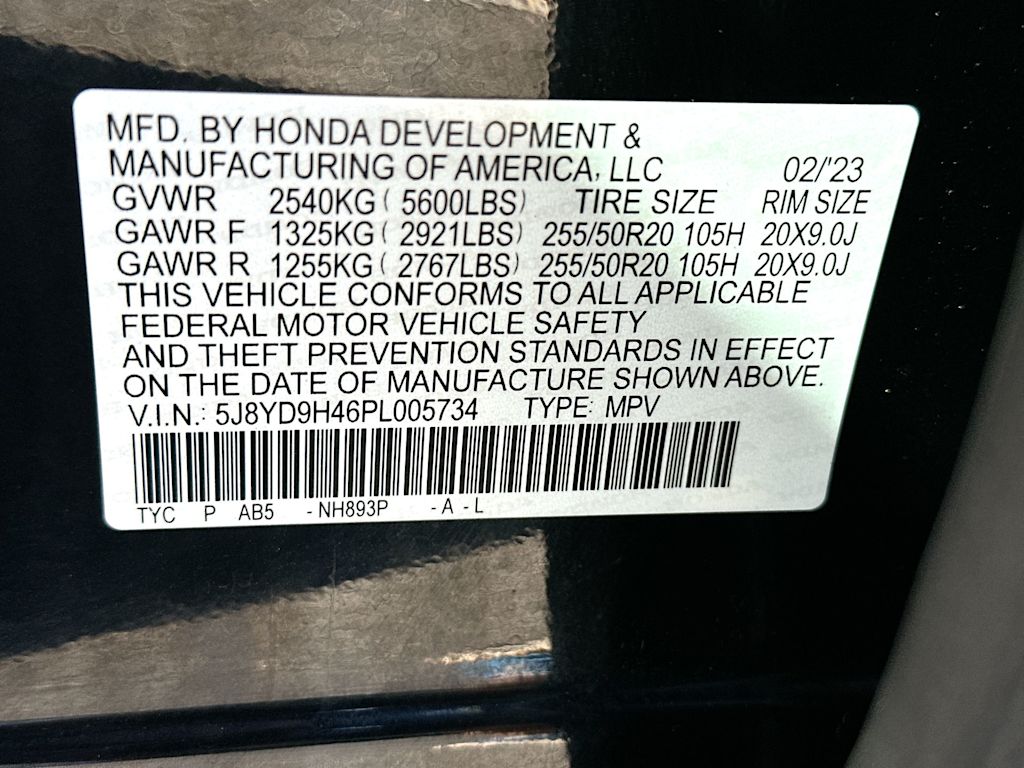 MFD. BY HONDA DEVELOPMENT &
MANUFACTURING OF AMERICA, LLC 02/'23
GVWR 2540KG ( 5600LBS) TIRE SIZE RIM SIZE
GAWR F 1325KG ( 2921LBS) 255/50R20 105H 20X9.0J
GAWR R 1255KG ( 2767LBS) 255/50R20 105H 20X9.0J
THIS VEHICLE CONFORMS TO ALL APPLICABLE
FEDERAL MOTOR VEHICLE SAFETY
AND THEFT PREVENTION STANDARDS IN EFFECT
ON THE DATE OF MANUFACTURE SHOWN ABOVE.
V.I.N.: 5J8YD9H46PL005734 TYPE: MPV
TYC P AB5 - NH893P - A - L